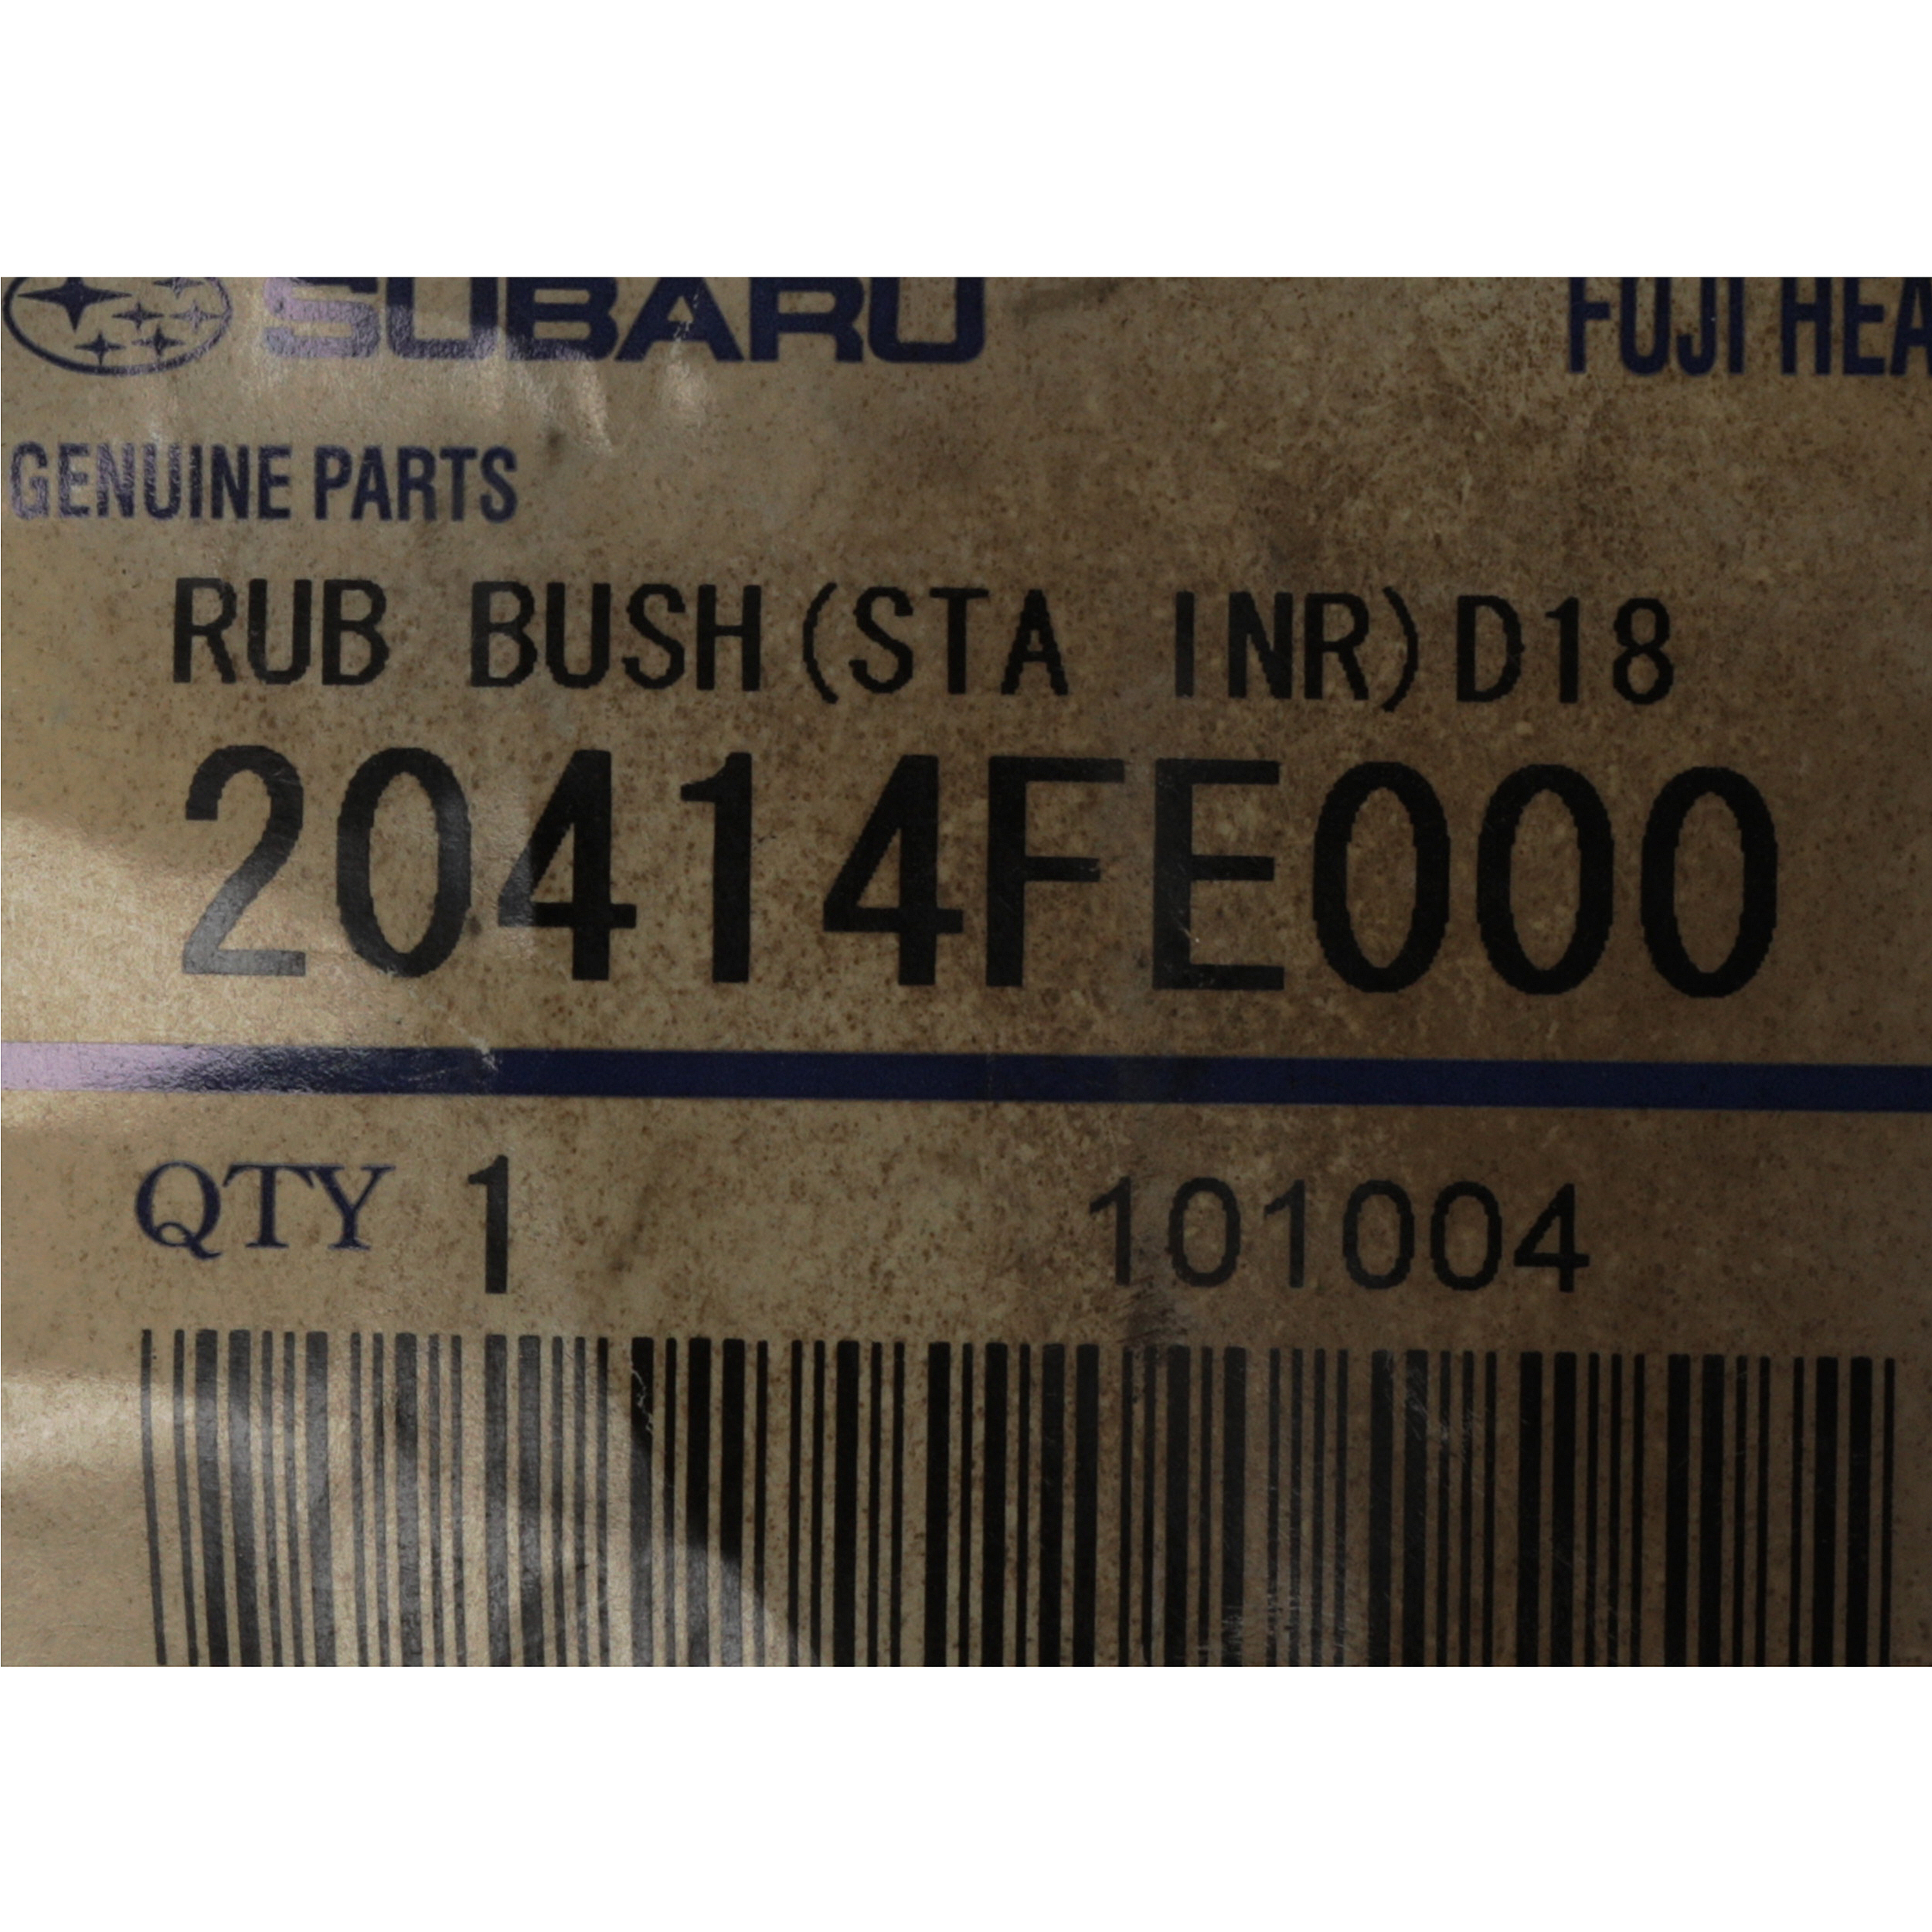 SUBARU FUJI HEA
GENUINE PARTS
RUB BUSH(STA INR)D18
20414FE000
QTY 1 101004